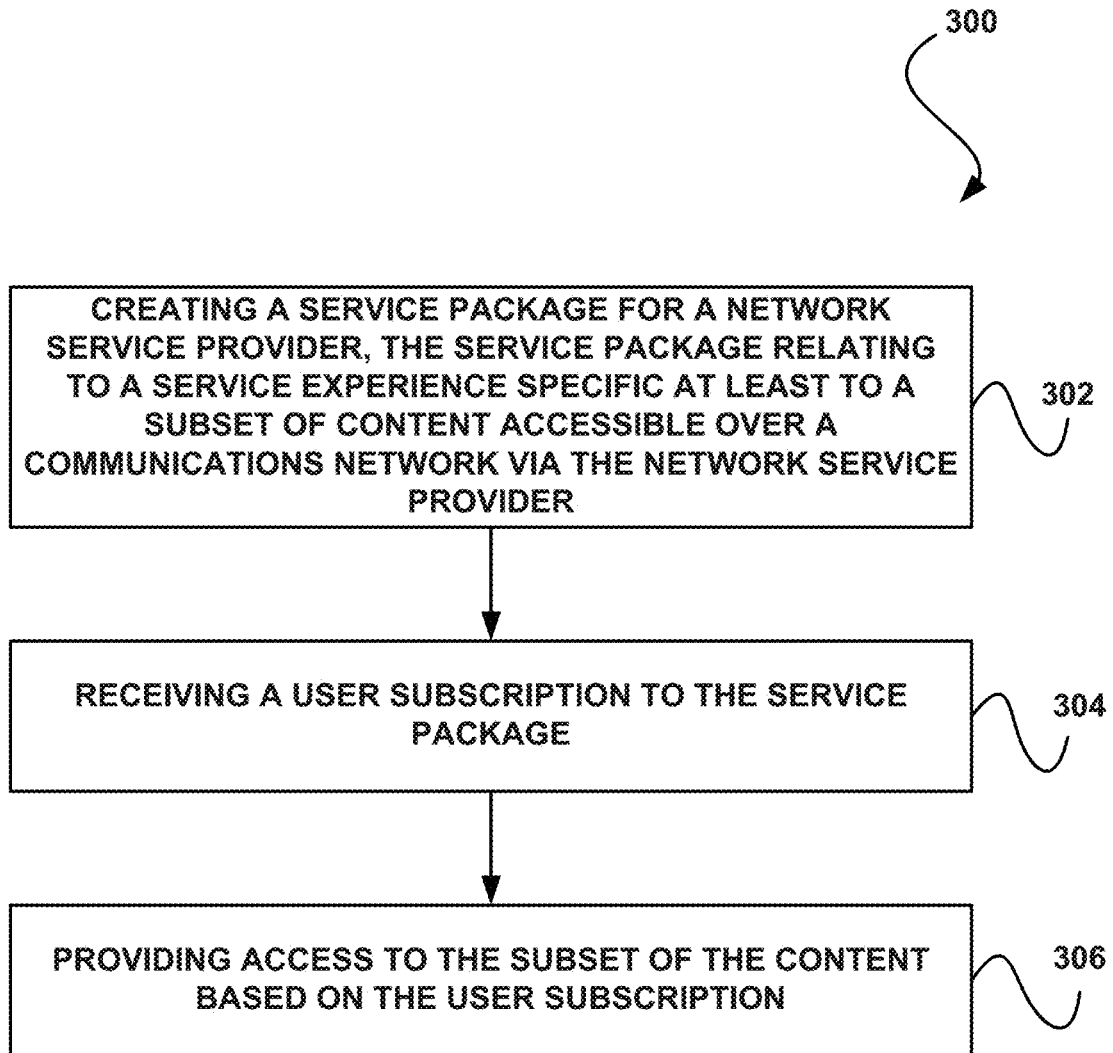 300
CREATING A SERVICE PACKAGE FOR A NETWORK
SERVICE PROVIDER, THE SERVICE PACKAGE RELATING
TO A SERVICE EXPERIENCE SPECIFIC AT LEAST TO A
SUBSET OF CONTENT ACCESSIBLE OVER A
COMMUNICATIONS NETWORK VIA THE NETWORK SERVICE
PROVIDER
302
RECEIVING A USER SUBSCRIPTION TO THE SERVICE
PACKAGE
304
PROVIDING ACCESS TO THE SUBSET OF THE CONTENT
BASED ON THE USER SUBSCRIPTION
306